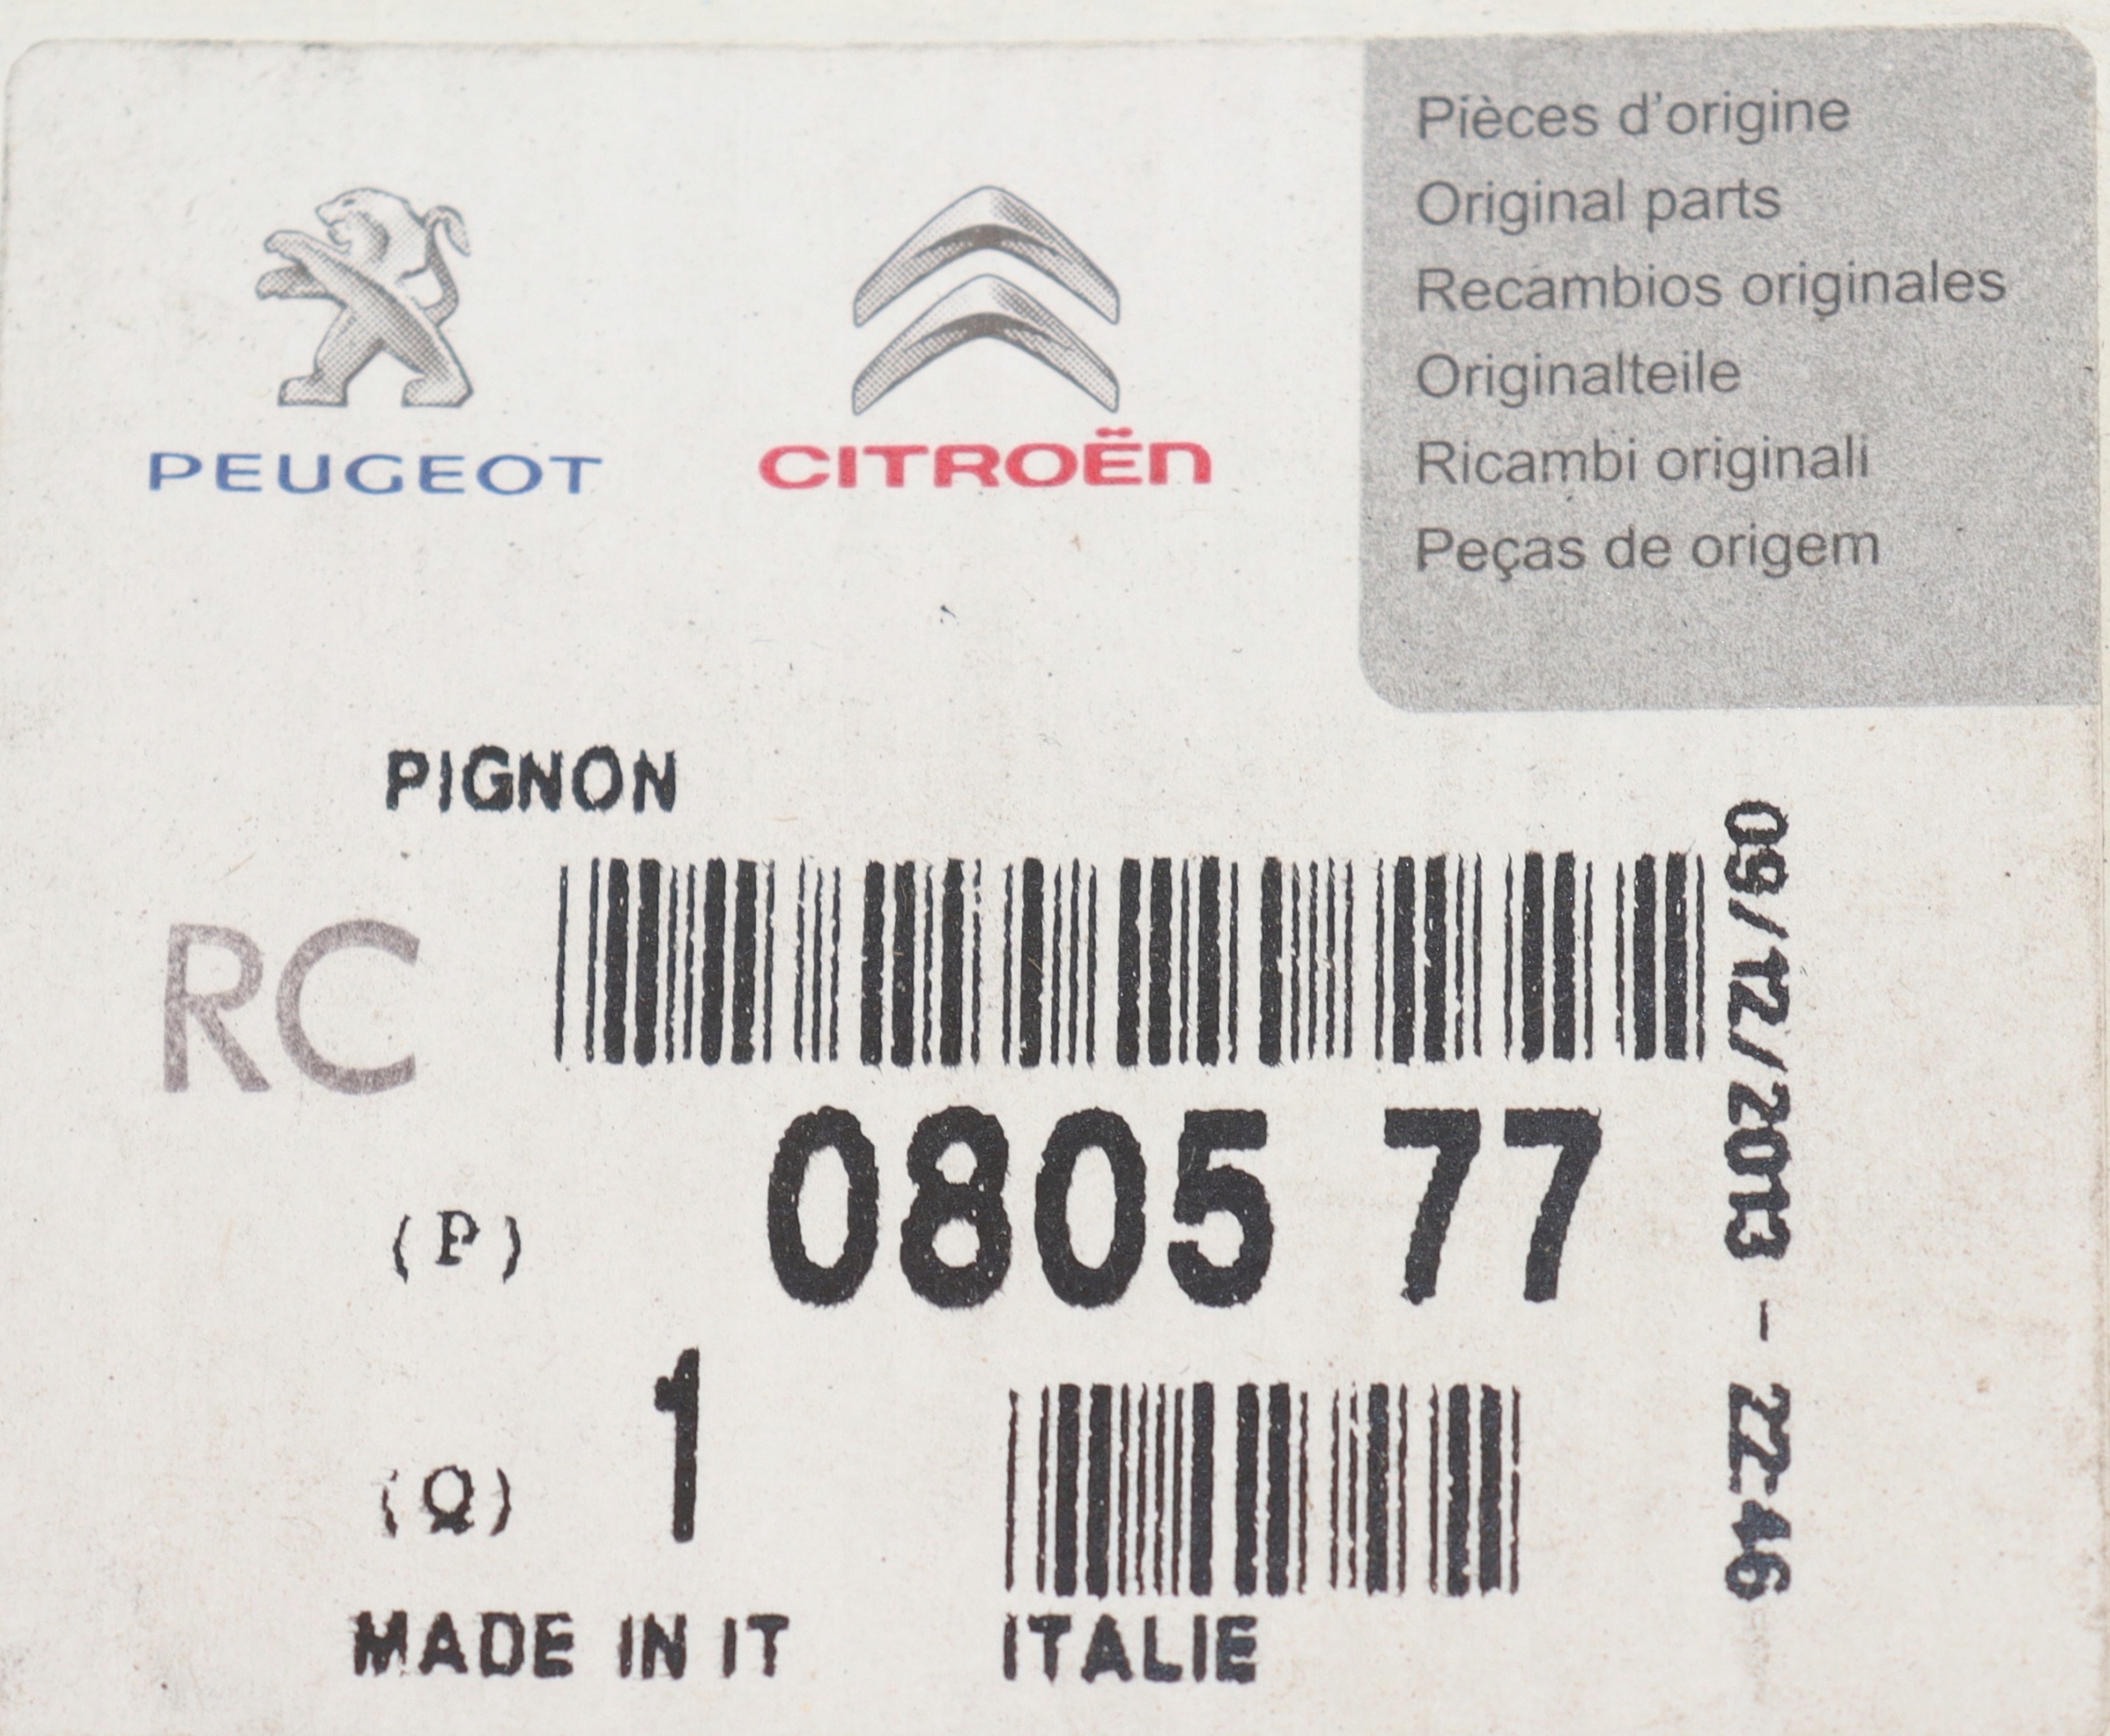 PEUGEOT
CITROËN
Pièces d'origine
Original parts
Recambios originales
Originalteile
Ricambi originali
Peças de origem
PIGNON
RC
(P) 0805 77
(Q) 1
MADE IN IT ITALIE
09/12/2013 - 22:46